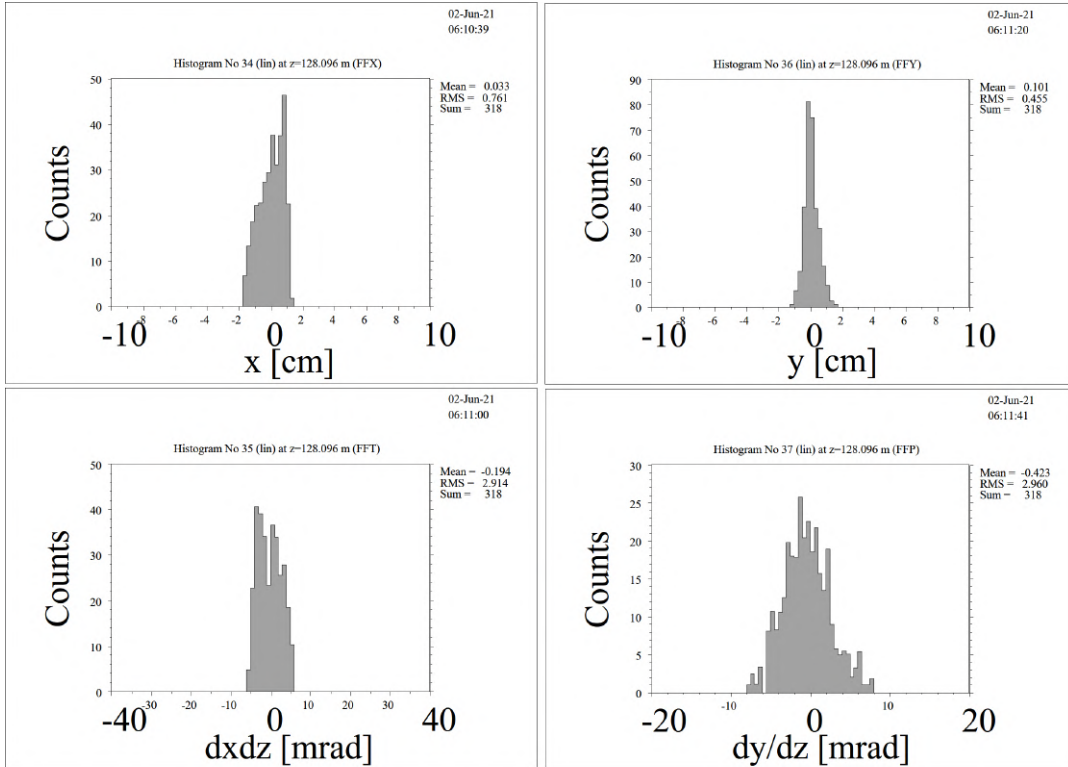 02-Jun-21
06:10:39
Histogram No 34 (lin) at z=128.096 m (FFX)
50
40
30
20
10
0
Counts
Mean = 0.033
RMS = 0.761
Sum = 318
-10 -8 -6 -4 -2 0 2 4 6 8 10
x [cm]
02-Jun-21
06:11:20
Histogram No 36 (lin) at z=128.096 m (FFY)
90
80
70
60
50
40
30
20
10
0
Counts
Mean = 0.101
RMS = 0.455
Sum = 318
-10 -8 -6 -4 -2 0 2 4 6 8 10
y [cm]
02-Jun-21
06:11:00
Histogram No 35 (lin) at z=128.096 m (FFT)
50
40
30
20
10
0
Counts
Mean = -0.194
RMS = 2.914
Sum = 318
-40 -30 -20 -10 0 10 20 30 40
dxdz [mrad]
02-Jun-21
06:11:41
Histogram No 37 (lin) at z=128.096 m (FFP)
30
25
20
15
10
5
0
Counts
Mean = -0.423
RMS = 2.960
Sum = 318
-20 -10 0 10 20
dy/dz [mrad]